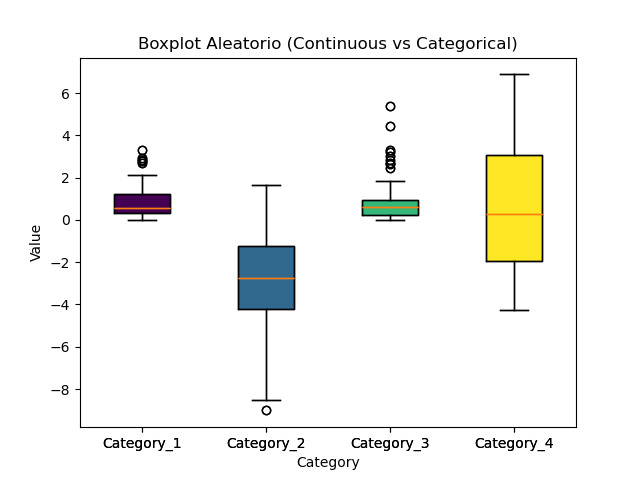 Boxplot Aleatorio (Continuous vs Categorical)
6
4
2
0
−2
−4
−6
−8
Value
Category_1 Category_2 Category_3 Category_4
Category